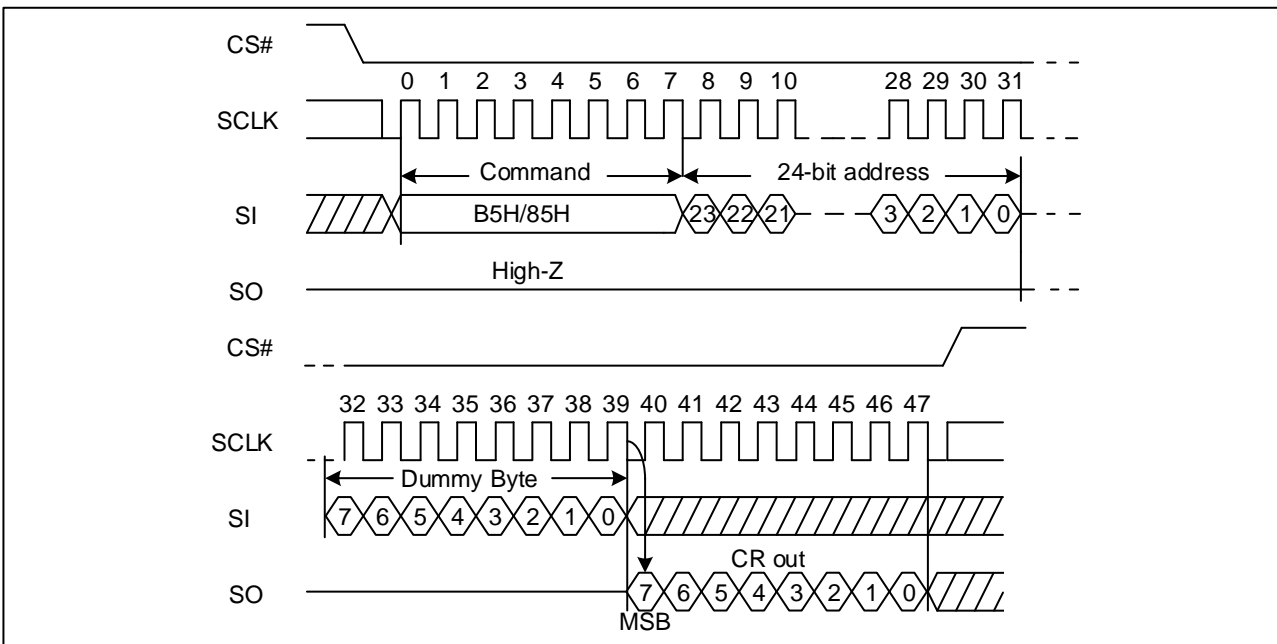 CS#
0 1 2 3 4 5 6 7 8 9 10 28 29 30 31
SCLK
Command 24-bit address
SI B5H/85H 23 22 21 3 2 1 0
High-Z
SO
CS#
32 33 34 35 36 37 38 39 40 41 42 43 44 45 46 47
SCLK
Dummy Byte
SI 7 6 5 4 3 2 1 0
CR out
SO 7 6 5 4 3 2 1 0
MSB